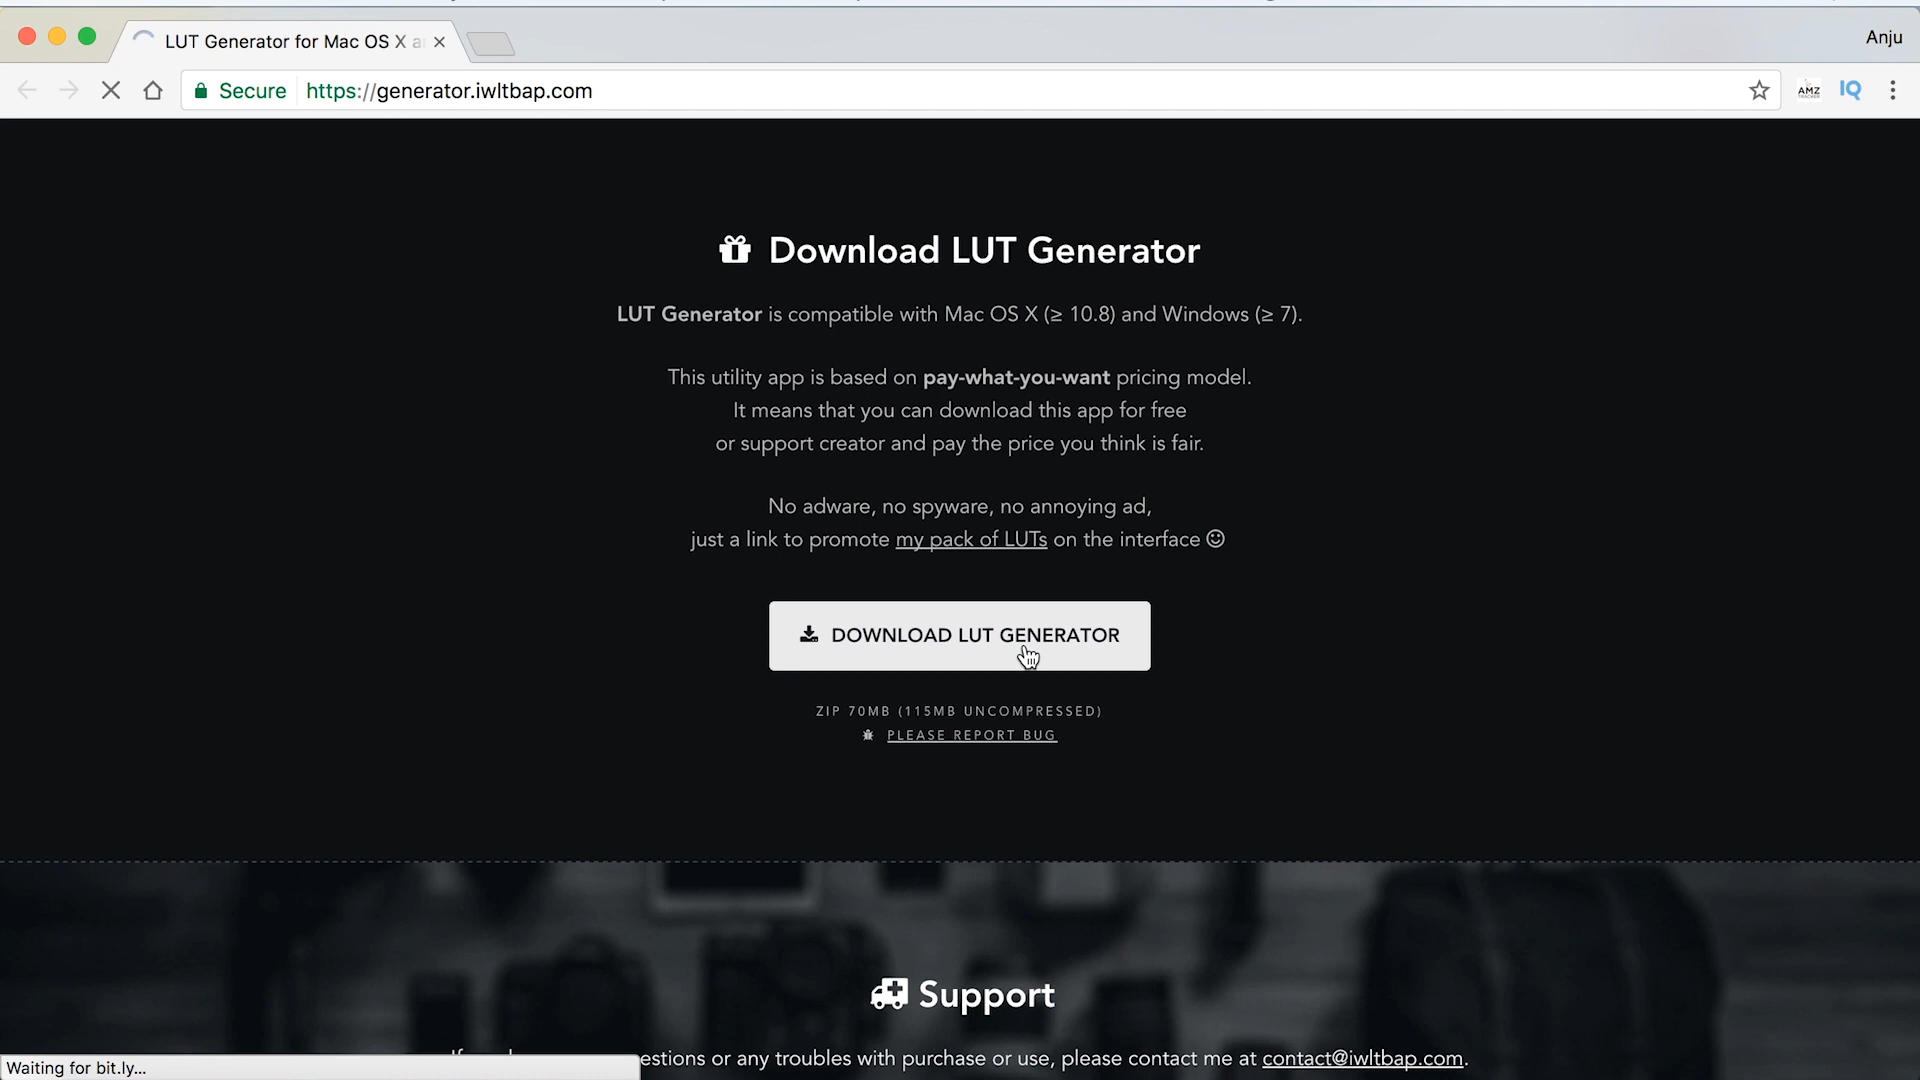 LUT Generator for Mac OS X a
Anju
Secure
https://generator.iwltbap.com
AMZ
IQ
Download LUT Generator
LUT Generator is compatible with Mac OS X (≥ 10.8) and Windows (≥ 7).
This utility app is based on pay-what-you-want pricing model.
It means that you can download this app for free
or support creator and pay the price you think is fair.
No adware, no spyware, no annoying ad,
just a link to promote my pack of LUTs on the interface
DOWNLOAD LUT GENERATOR
ZIP 70MB (115MB UNCOMPRESSED)
PLEASE REPORT BUG
Support
estions or any troubles with purchase or use, please contact me at contact@iwltbap.com.
Waiting for bit.ly...